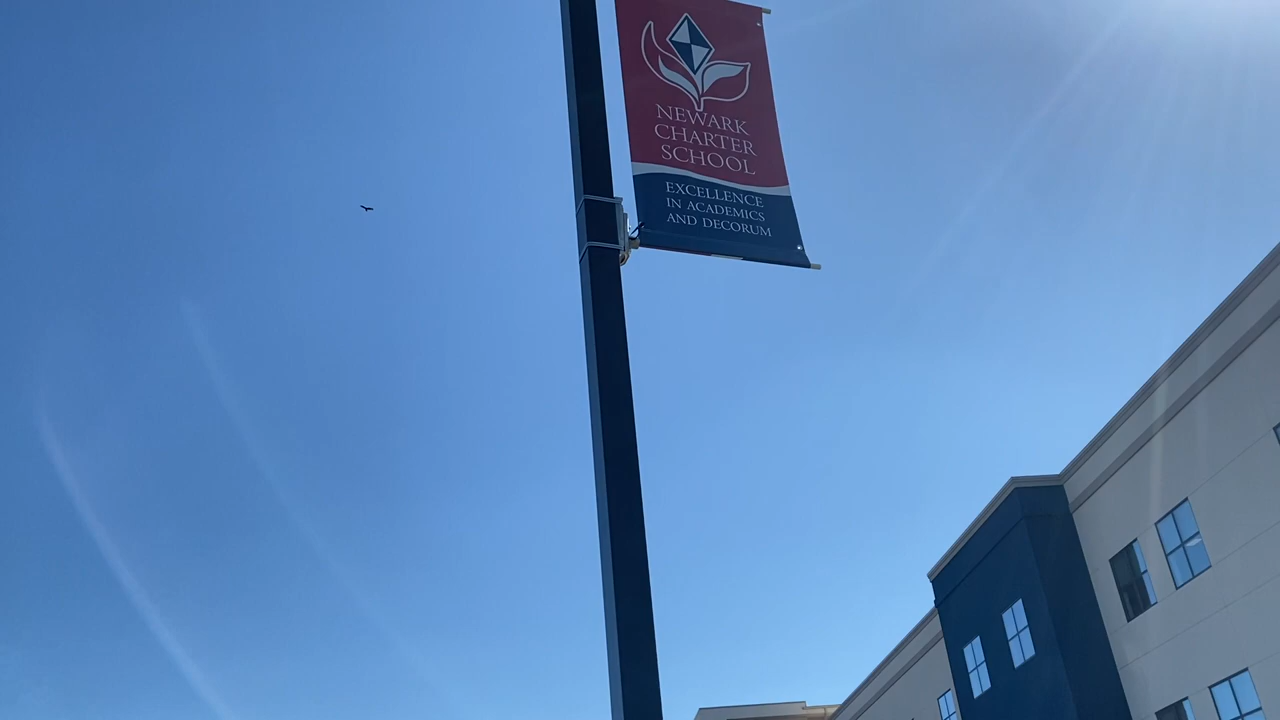 NEWARK
CHARTER
SCHOOL
EXCELLENCE
IN ACADEMICS
AND DECORUM